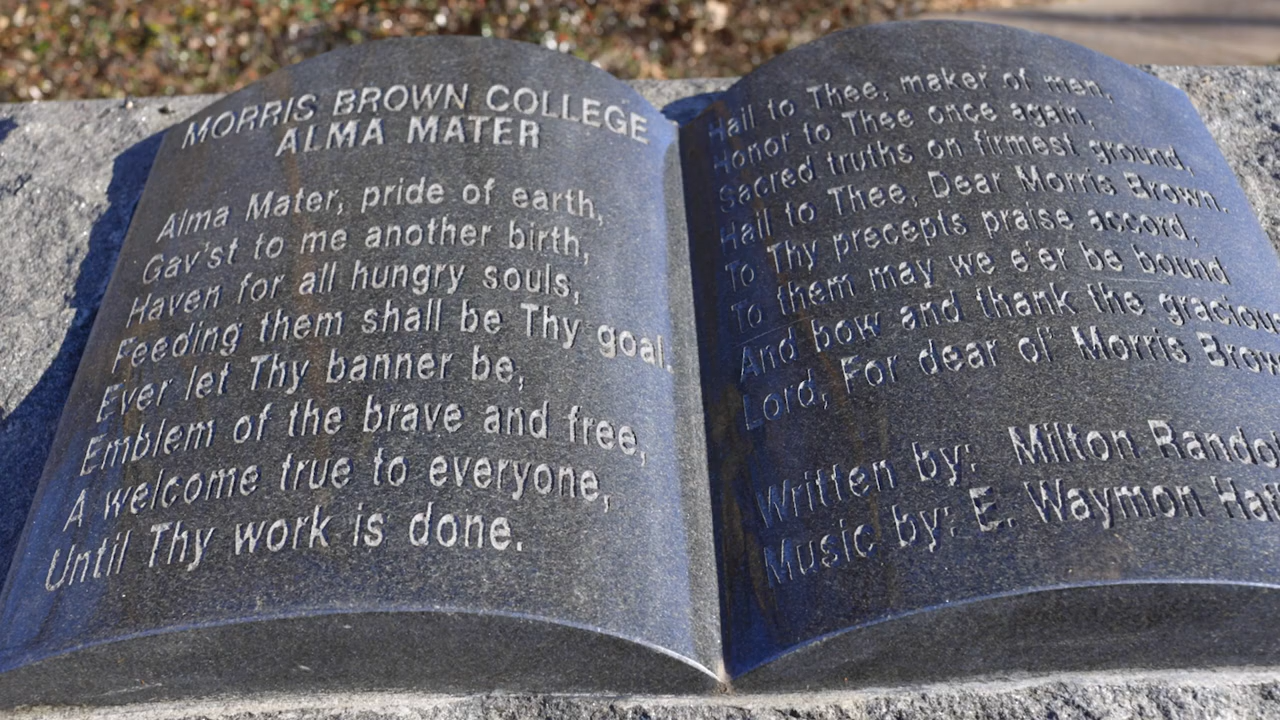 MORRIS BROWN COLLEGE
ALMA MATER
Alma Mater, pride of earth,
Gav'st to me another birth,
Haven for all hungry souls,
Feeding them shall be Thy goal.
Ever let Thy banner be,
Emblem of the brave and free,
A welcome true to everyone,
Until Thy work is done.
Hail to Thee, maker of men,
Honor to Thee once again.
Sacred truths on firmest ground,
Hail to Thee, Dear Morris Brown.
To Thy precepts praise accord,
To them may we e'er be bound
And bow and thank the gracious
Lord, For dear ol' Morris
Written by: Milton
Music by: E. Waymon